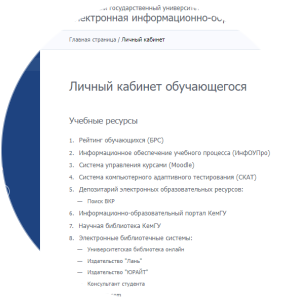 государственный университ
ектронная информационно-о
Главная страница / Личный кабинет
Личный кабинет обучающегося
Учебные ресурсы
1. Рейтинг обучающихся (БРС)
2. Информационное обеспечение учебного процесса (ИнфОУПро)
3. Система управления курсами (Moodle)
4. Система компьютерного адаптивного тестирования (СКАТ)
5. Депозитарий электронных образовательных ресурсов:
— Поиск ВКР
6. Информационно-образовательный портал КемГУ
7. Научная библиотека КемГУ
8. Электронные библиотечные системы:
— Университетская библиотека онлайн
— Издательство "Лань"
— Издательство "ЮРАЙТ"
Консультант студента